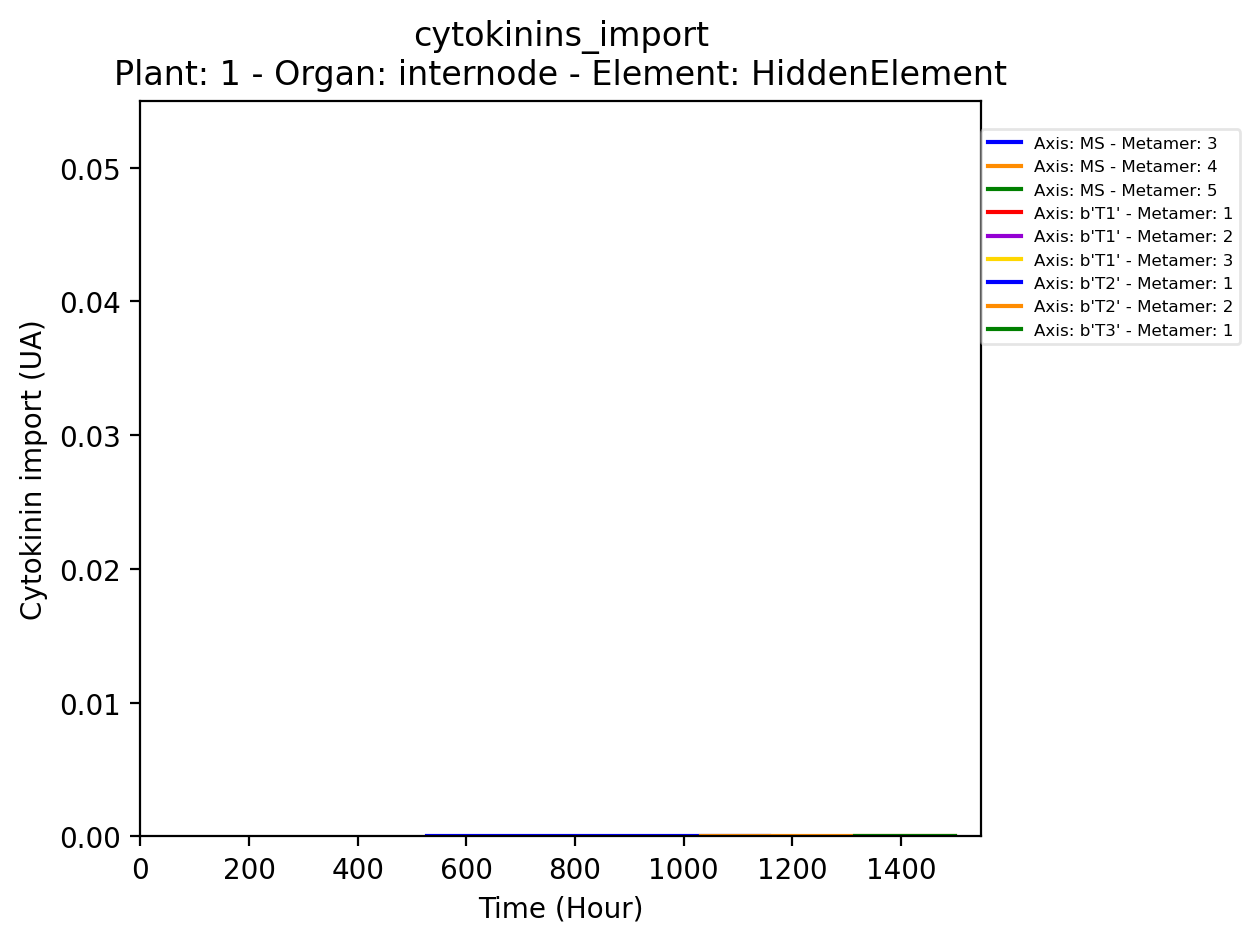 cytokinins_import
Plant: 1 - Organ: internode - Element: HiddenElement
Cytokinin import (UA)
0.05
0.04
0.03
0.02
0.01
0.00
0 200 400 600 800 1000 1200 1400
Time (Hour)
Axis: MS - Metamer: 3
Axis: MS - Metamer: 4
Axis: MS - Metamer: 5
Axis: b'T1' - Metamer: 1
Axis: b'T1' - Metamer: 2
Axis: b'T1' - Metamer: 3
Axis: b'T2' - Metamer: 1
Axis: b'T2' - Metamer: 2
Axis: b'T3' - Metamer: 1